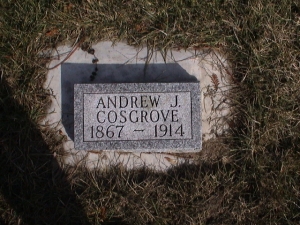 ANDREW J.
COSGROVE
1867 - 1914